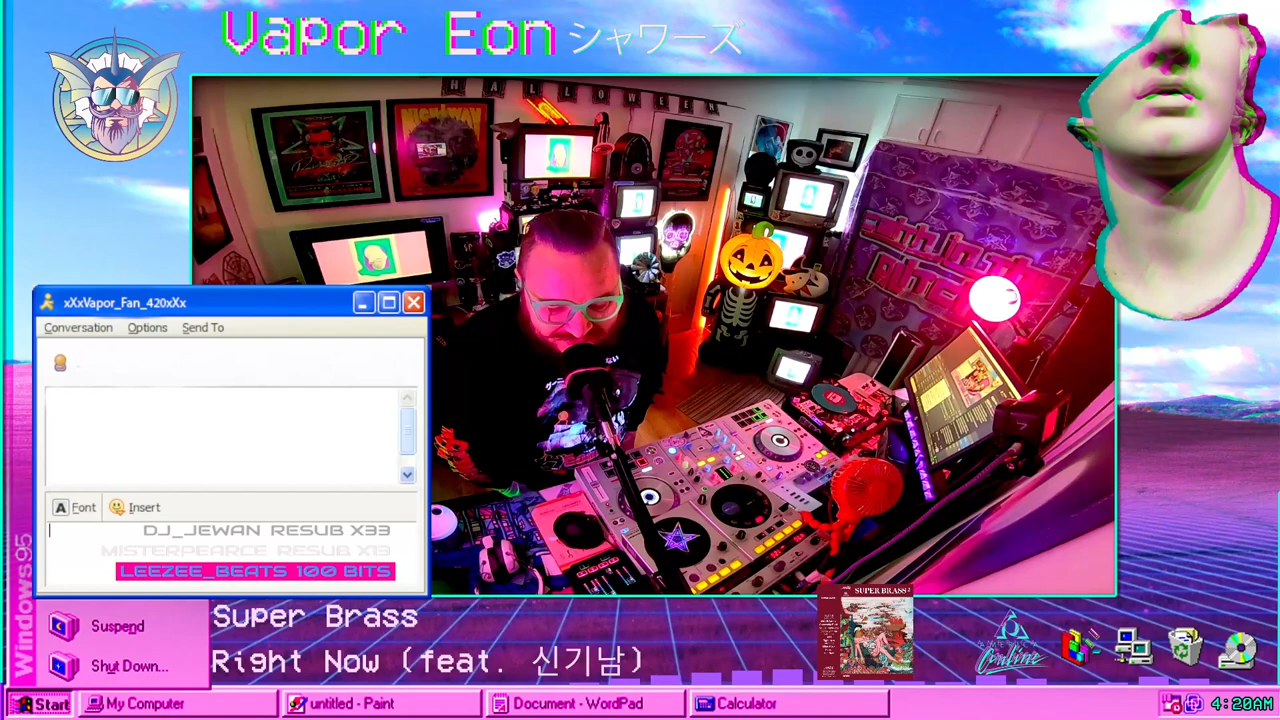 Vapor Eon シャワーズ
HALLOWEEN
xXxVapor_Fan_420xXx
Conversation Options Send To
A Font Insert
DJ_JEWAN RESUB X33
MISTERPEARCE RESUB X13
LEEZEE_BEATS 100 BITS
Windows95
Suspend
Shut Down...
Super Brass
Right Now (feat. 신기남)
SUPER BRASS
Online
Start
My Computer
untitled - Paint
Document - WordPad
Calculator
4:20AM